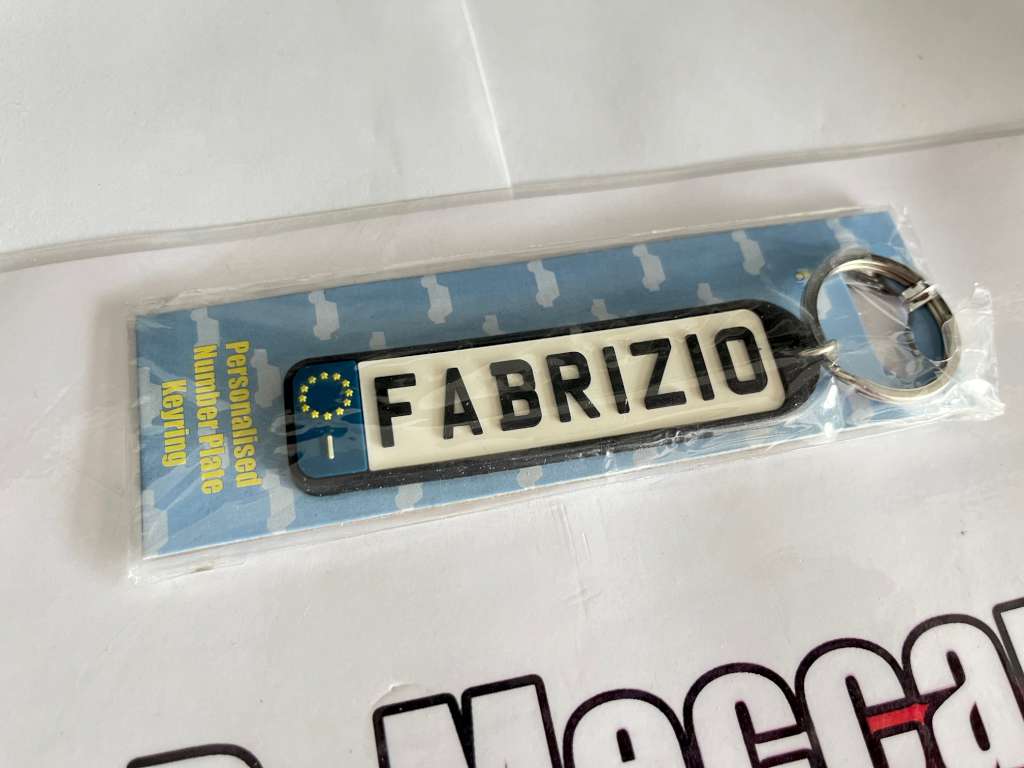 Personalised
Number Plate
Keyring
I
FABRIZIO